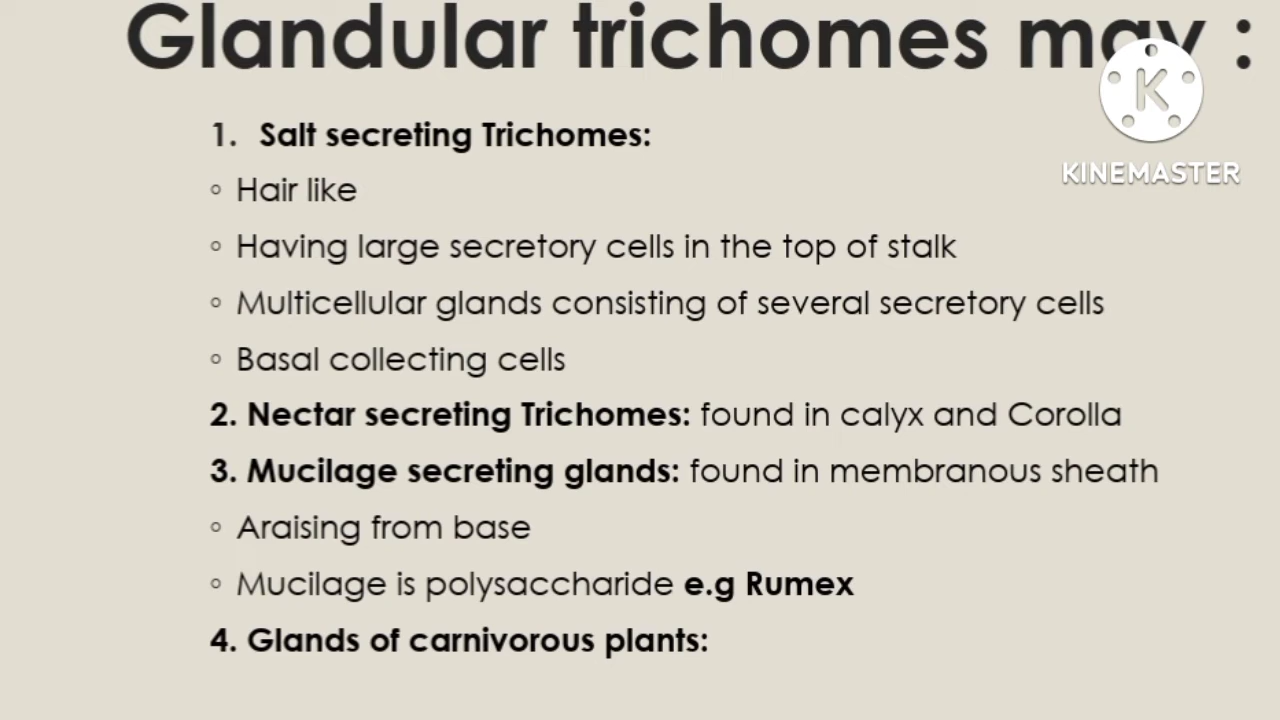 Glandular trichomes may :
K
KINEMASTER
1. Salt secreting Trichomes:
Hair like
Having large secretory cells in the top of stalk
Multicellular glands consisting of several secretory cells
Basal collecting cells
2. Nectar secreting Trichomes: found in calyx and Corolla
3. Mucilage secreting glands: found in membranous sheath
Araising from base
Mucilage is polysaccharide e.g Rumex
4. Glands of carnivorous plants: